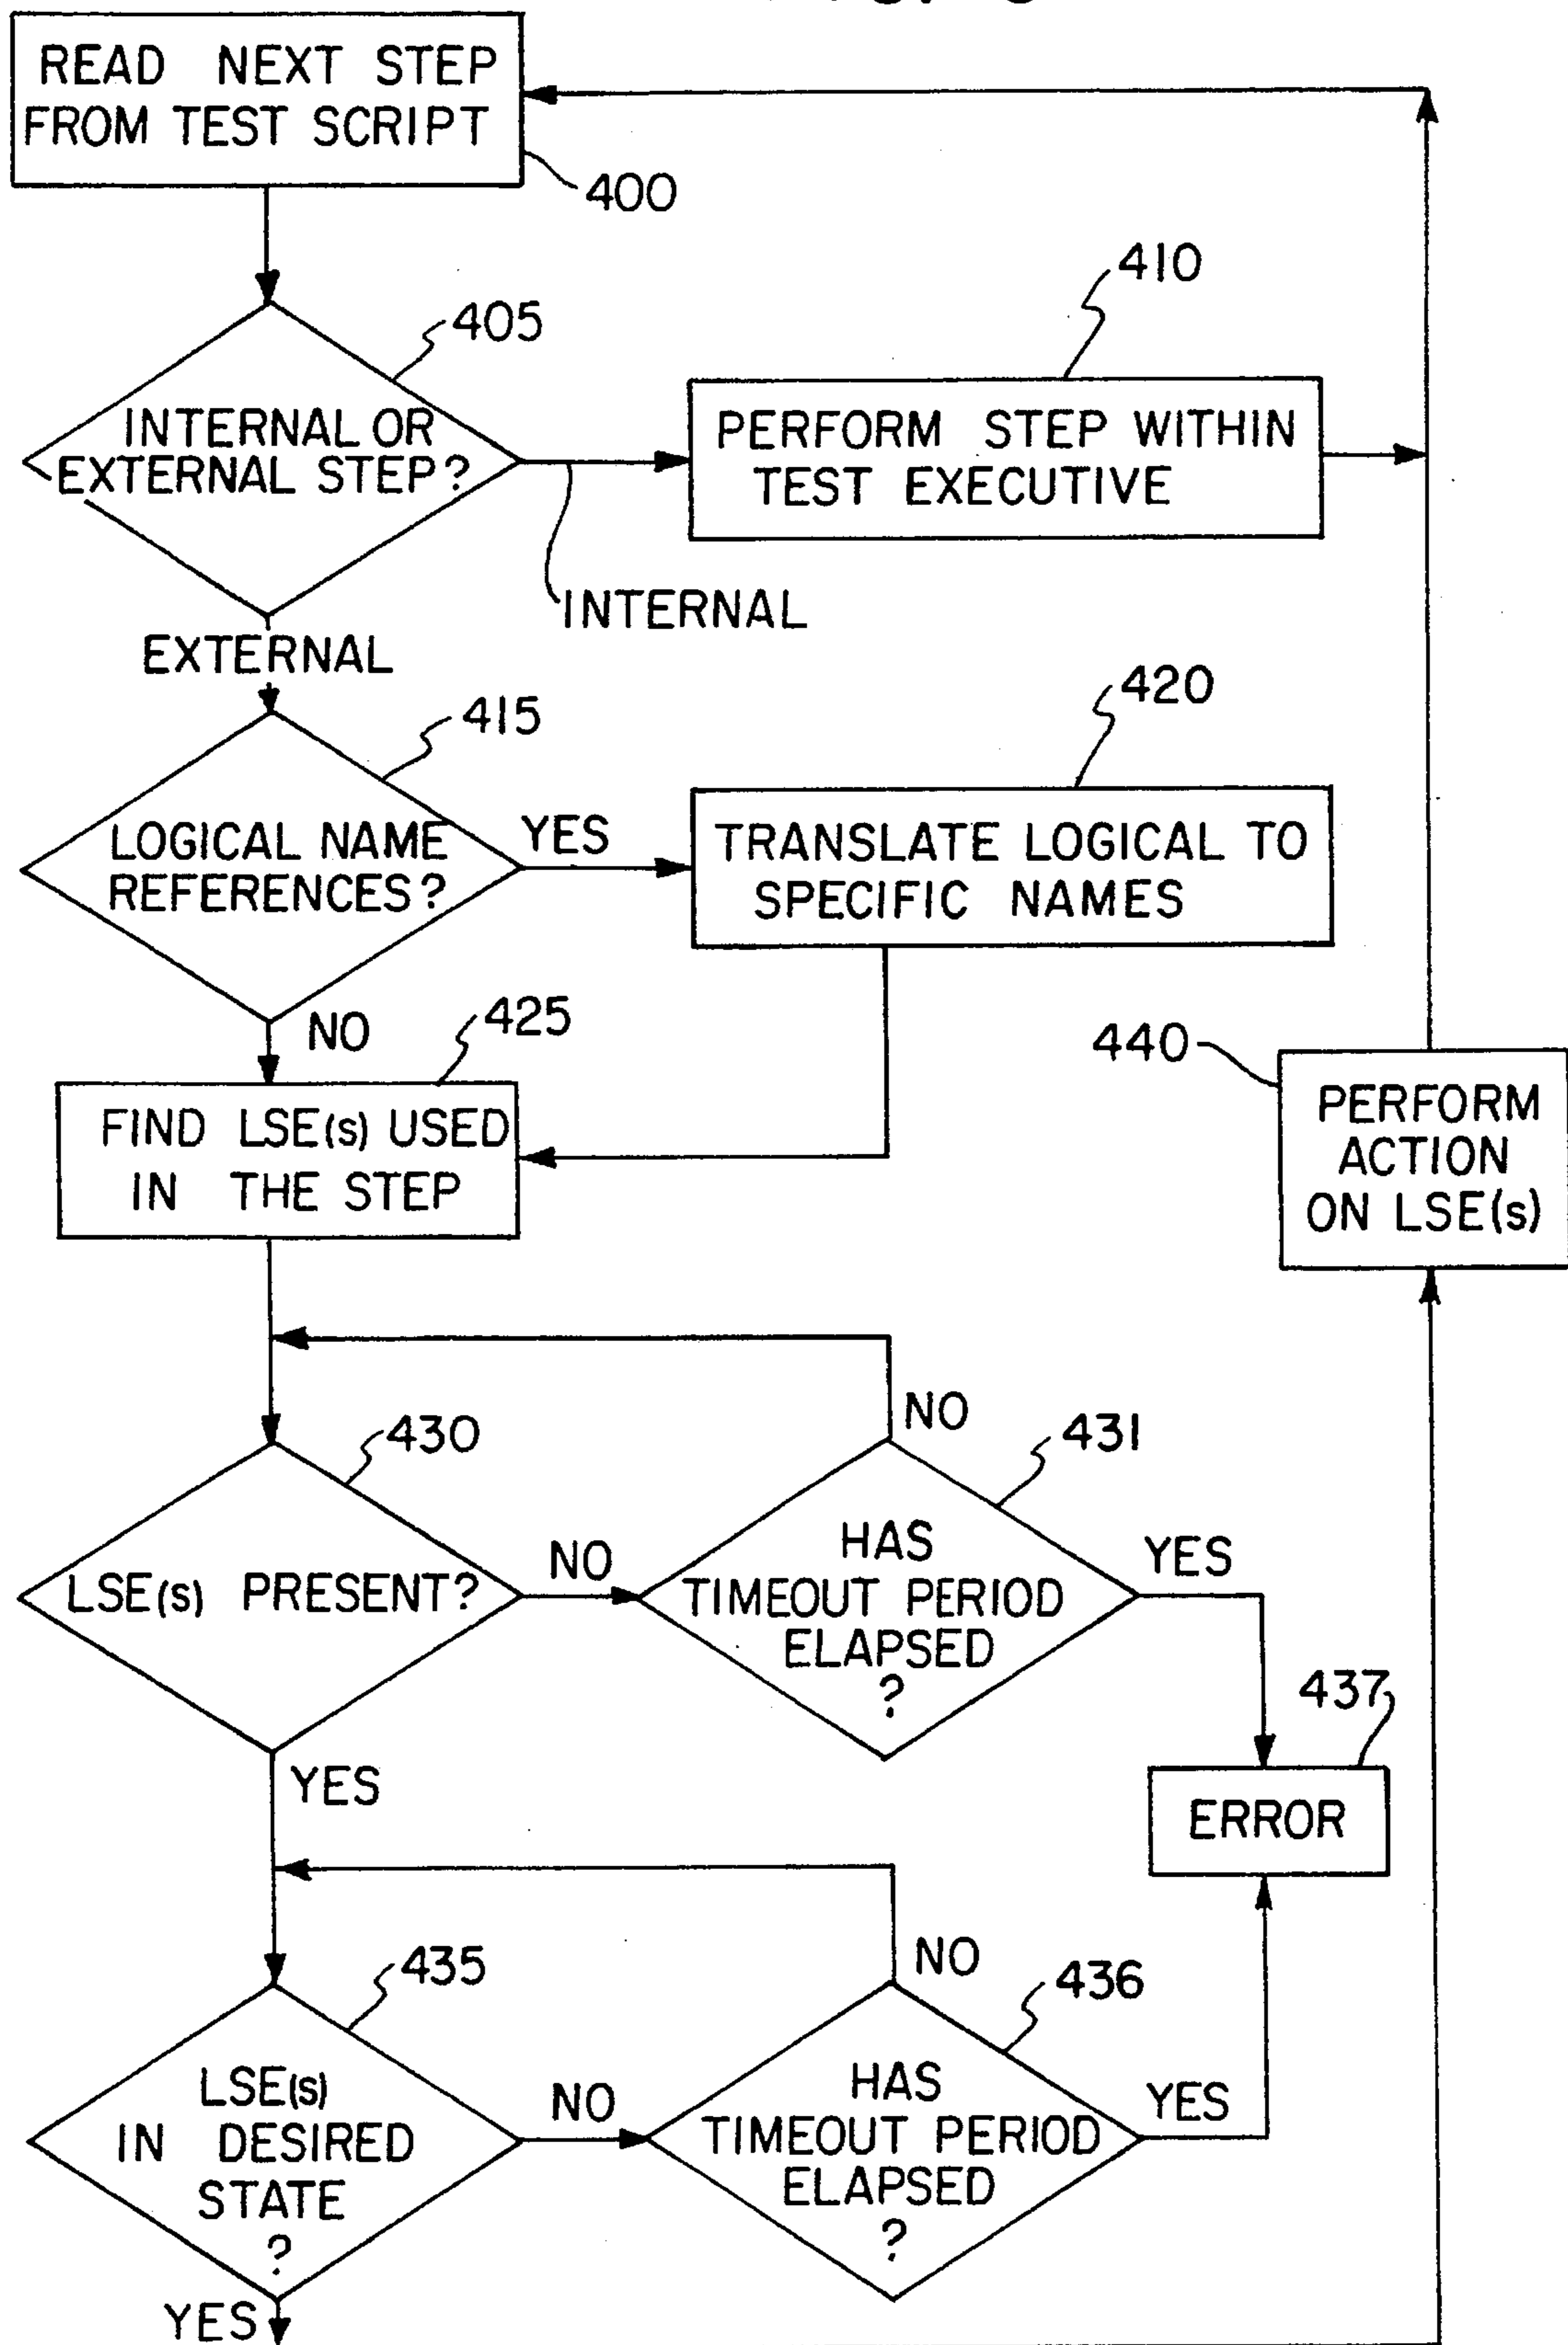 READ NEXT STEP
FROM TEST SCRIPT
400
405
INTERNAL OR
EXTERNAL STEP?
410
PERFORM STEP WITHIN
TEST EXECUTIVE
INTERNAL
EXTERNAL
415
LOGICAL NAME
REFERENCES?
YES
420
TRANSLATE LOGICAL TO
SPECIFIC NAMES
NO
425
FIND LSE(s) USED
IN THE STEP
440
PERFORM
ACTION
ON LSE(s)
430
LSE(s) PRESENT?
NO
NO
431
HAS
TIMEOUT PERIOD
ELAPSED
?
YES
437
ERROR
YES
435
LSE(s)
IN DESIRED
STATE
?
NO
NO
436
HAS
TIMEOUT PERIOD
ELAPSED
?
YES
YES